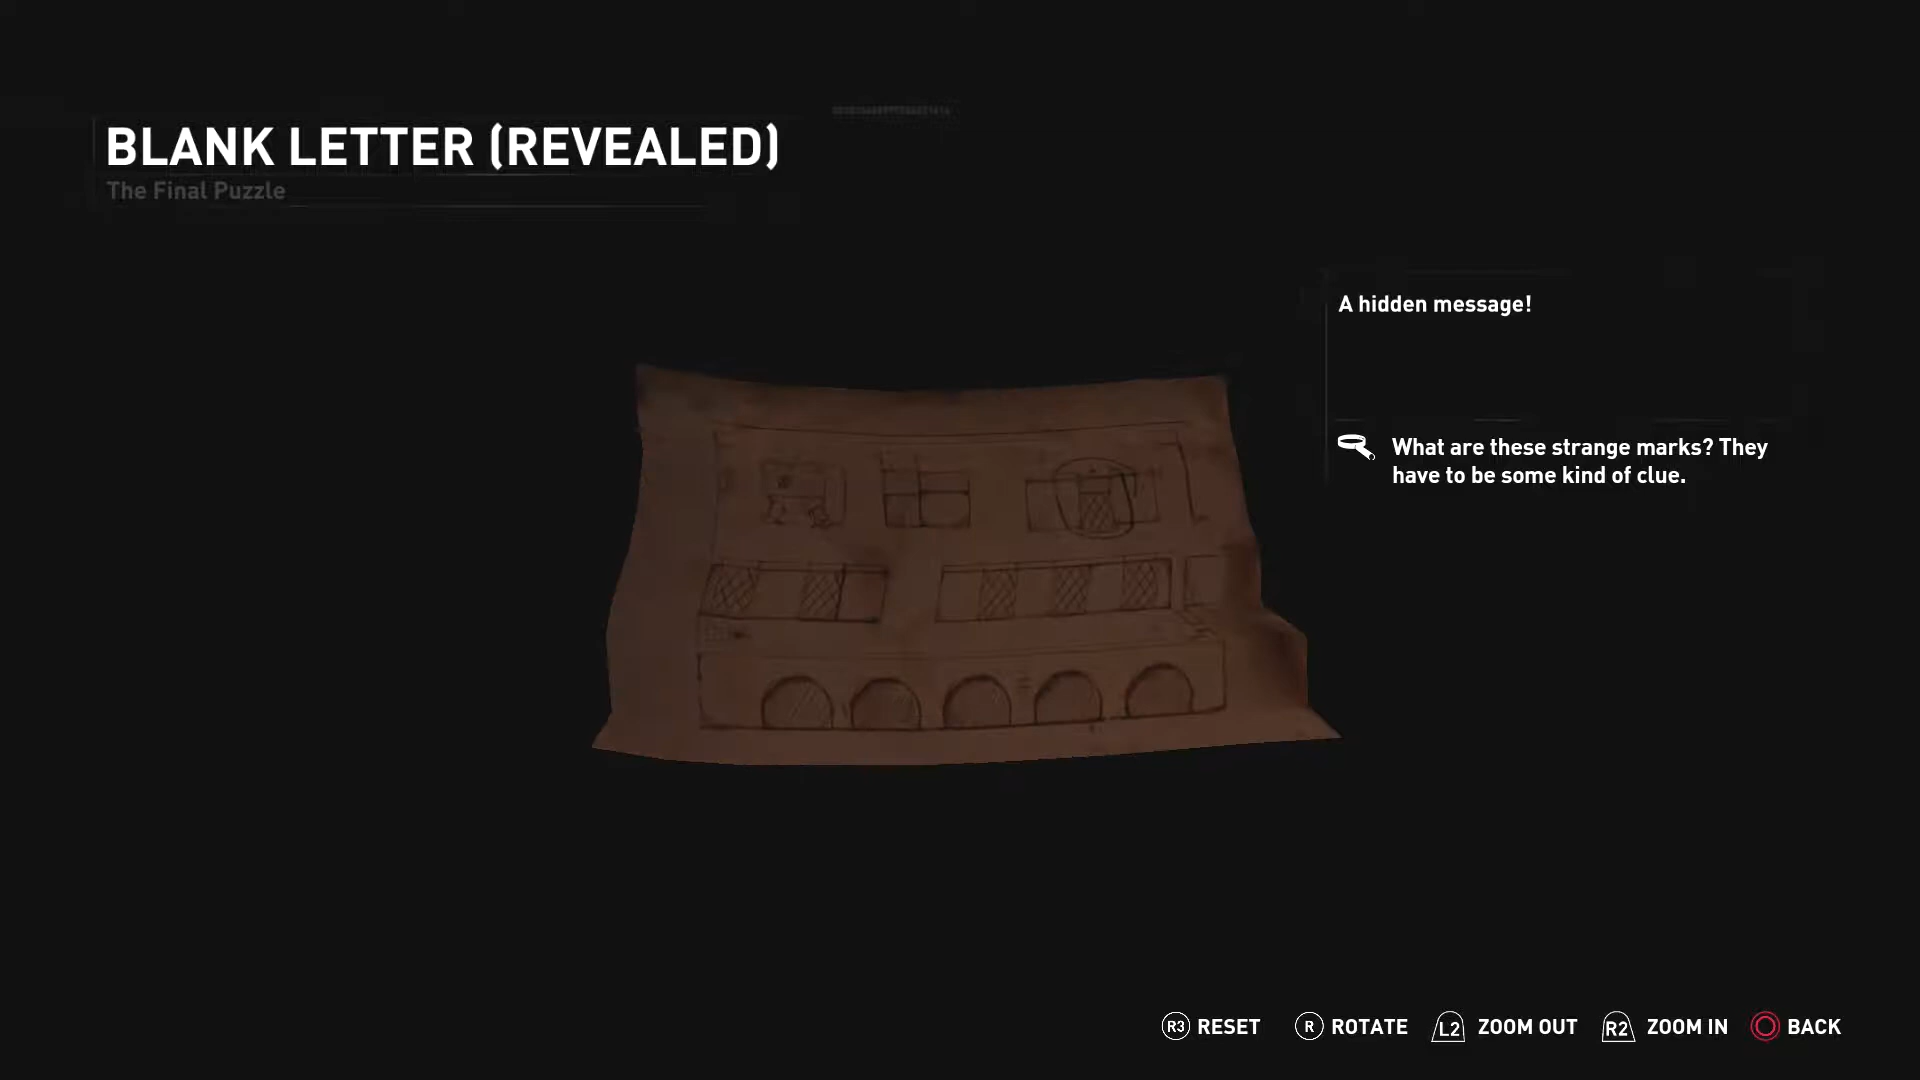 BLANK LETTER (REVEALED)
The Final Puzzle
A hidden message!
What are these strange marks? They
have to be some kind of clue.
R3 RESET R ROTATE L2 ZOOM OUT R2 ZOOM IN BACK